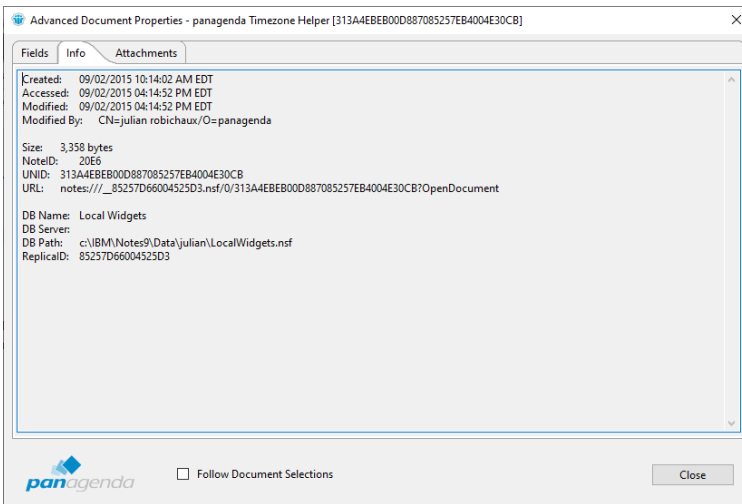 Advanced Document Properties - panagenda Timezone Helper [313A4EBEB00D887085257EB4004E30CB]
Fields Info Attachments
Created: 09/02/2015 10:14:02 AM EDT
Accessed: 09/02/2015 04:14:52 PM EDT
Modified: 09/02/2015 04:14:52 PM EDT
Modified By: CN=julian robichaux/O=panagenda
Size: 3,358 bytes
NoteID: 20E6
UNID: 313A4EBEB00D887085257EB4004E30CB
URL: notes:///__85257D66004525D3.nsf/0/313A4EBEB00D887085257EB4004E30CB?OpenDocument
DB Name: Local Widgets
DB Server:
DB Path: c:\IBM\Notes9\Data\julian\LocalWidgets.nsf
ReplicaID: 85257D66004525D3
panagenda
Follow Document Selections
Close